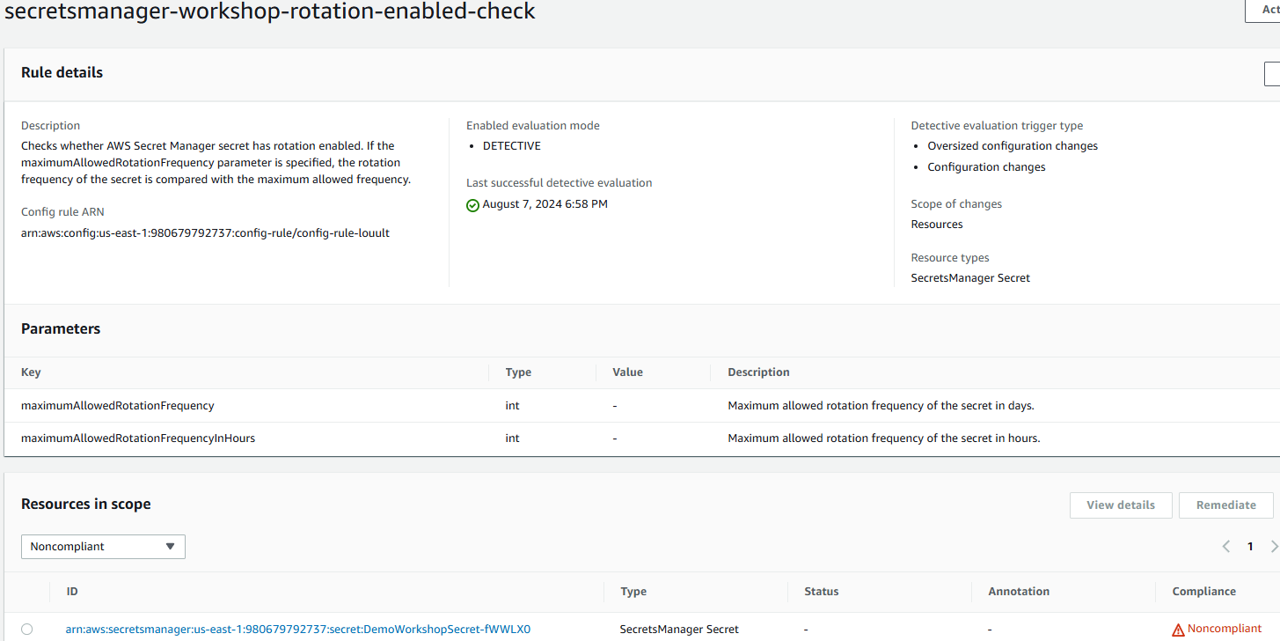 secretsmanager-workshop-rotation-enabled-check
Act
Rule details
Description
Checks whether AWS Secret Manager secret has rotation enabled. If the
maximumAllowedRotationFrequency parameter is specified, the rotation
frequency of the secret is compared with the maximum allowed frequency.
Config rule ARN
arn:aws:config:us-east-1:980679792737:config-rule/config-rule-louult
Enabled evaluation mode
• DETECTIVE
Last successful detective evaluation
August 7, 2024 6:58 PM
Detective evaluation trigger type
• Oversized configuration changes
• Configuration changes
Scope of changes
Resources
Resource types
SecretsManager Secret
Parameters
Key Type Value Description
maximumAllowedRotationFrequency int - Maximum allowed rotation frequency of the secret in days.
maximumAllowedRotationFrequencyInHours int - Maximum allowed rotation frequency of the secret in hours.
Resources in scope
View details Remediate
Noncompliant
1
ID Type Status Annotation Compliance
arn:aws:secretsmanager:us-east-1:980679792737:secret:DemoWorkshopSecret-fWWLX0 SecretsManager Secret - - Noncompliant